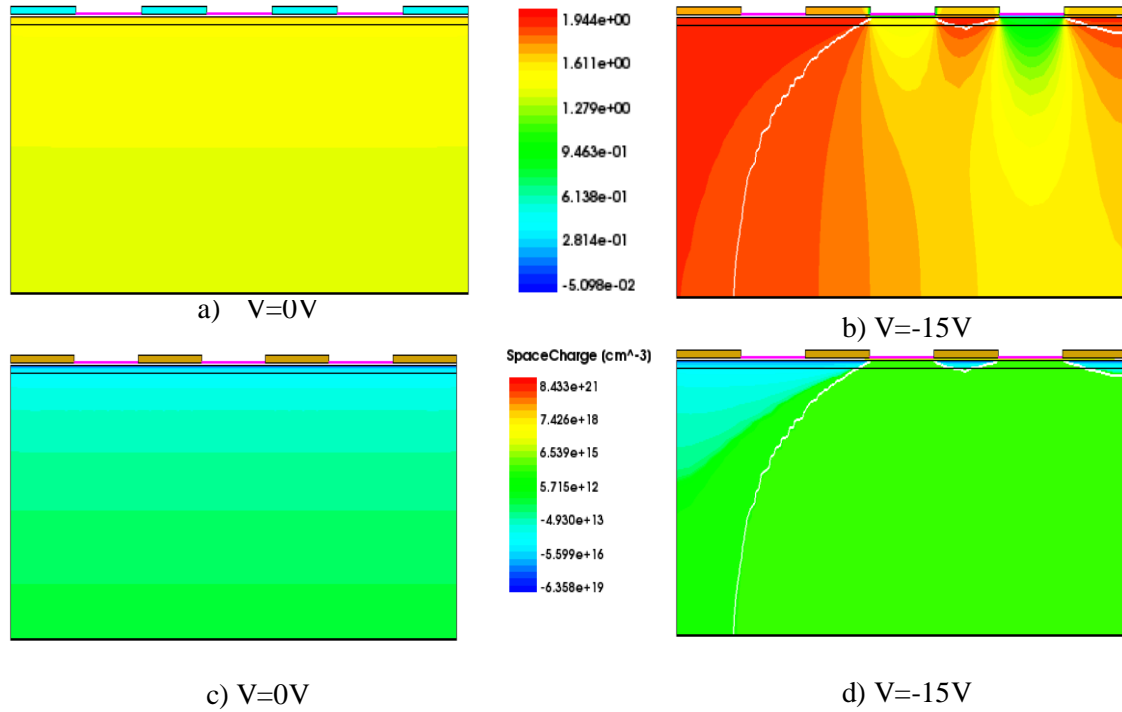 1.944e+00
1.611e+00
1.279e+00
9.463e-01
6.138e-01
2.814e-01
-5.098e-02
a) V=0V
b) V=-15V
SpaceCharge (cm^-3)
8.433e+21
7.426e+18
6.539e+15
5.715e+12
-4.930e+13
-5.599e+16
-6.358e+19
c) V=0V
d) V=-15V